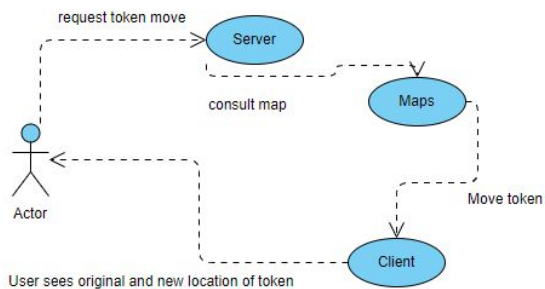 request token move
Server
consult map
Maps
Move token
Actor
Client
User sees original and new location of token